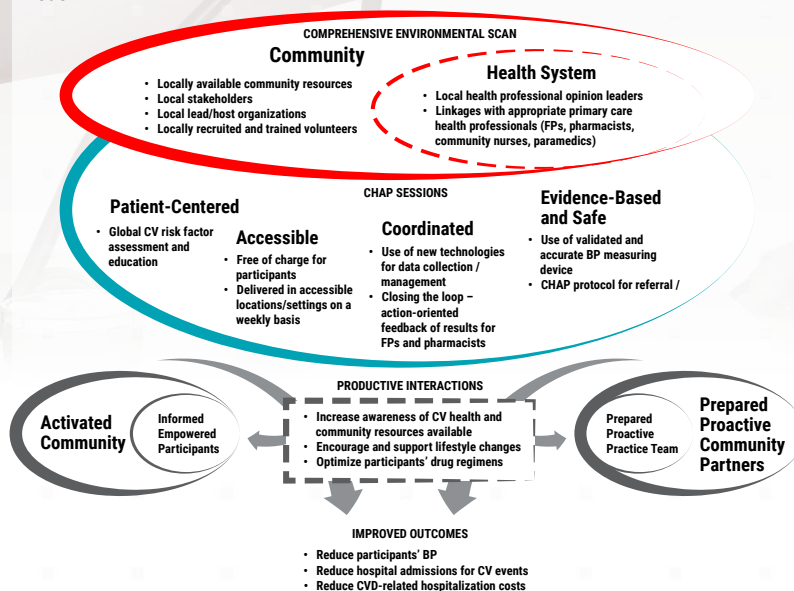 COMPREHENSIVE ENVIRONMENTAL SCAN
Community
• Locally available community resources
• Local stakeholders
• Local lead/host organizations
• Locally recruited and trained volunteers
Health System
• Local health professional opinion leaders
• Linkages with appropriate primary care
health professionals (FPs, pharmacists,
community nurses, paramedics)
CHAP SESSIONS
Patient-Centered
• Global CV risk factor
assessment and
education
Accessible
• Free of charge for
participants
• Delivered in accessible
locations/settings on a
weekly basis
Coordinated
• Use of new technologies
for data collection /
management
• Closing the loop –
action-oriented
feedback of results for
FPs and pharmacists
Evidence-Based
and Safe
• Use of validated and
accurate BP measuring
device
• CHAP protocol for referral /
PRODUCTIVE INTERACTIONS
Activated
Community
Informed
Empowered
Participants
• Increase awareness of CV health and
community resources available
• Encourage and support lifestyle changes
• Optimize participants' drug regimens
Prepared
Proactive
Practice Team
Prepared
Proactive
Community
Partners
IMPROVED OUTCOMES
• Reduce participants' BP
• Reduce hospital admissions for CV events
• Reduce CVD-related hospitalization costs